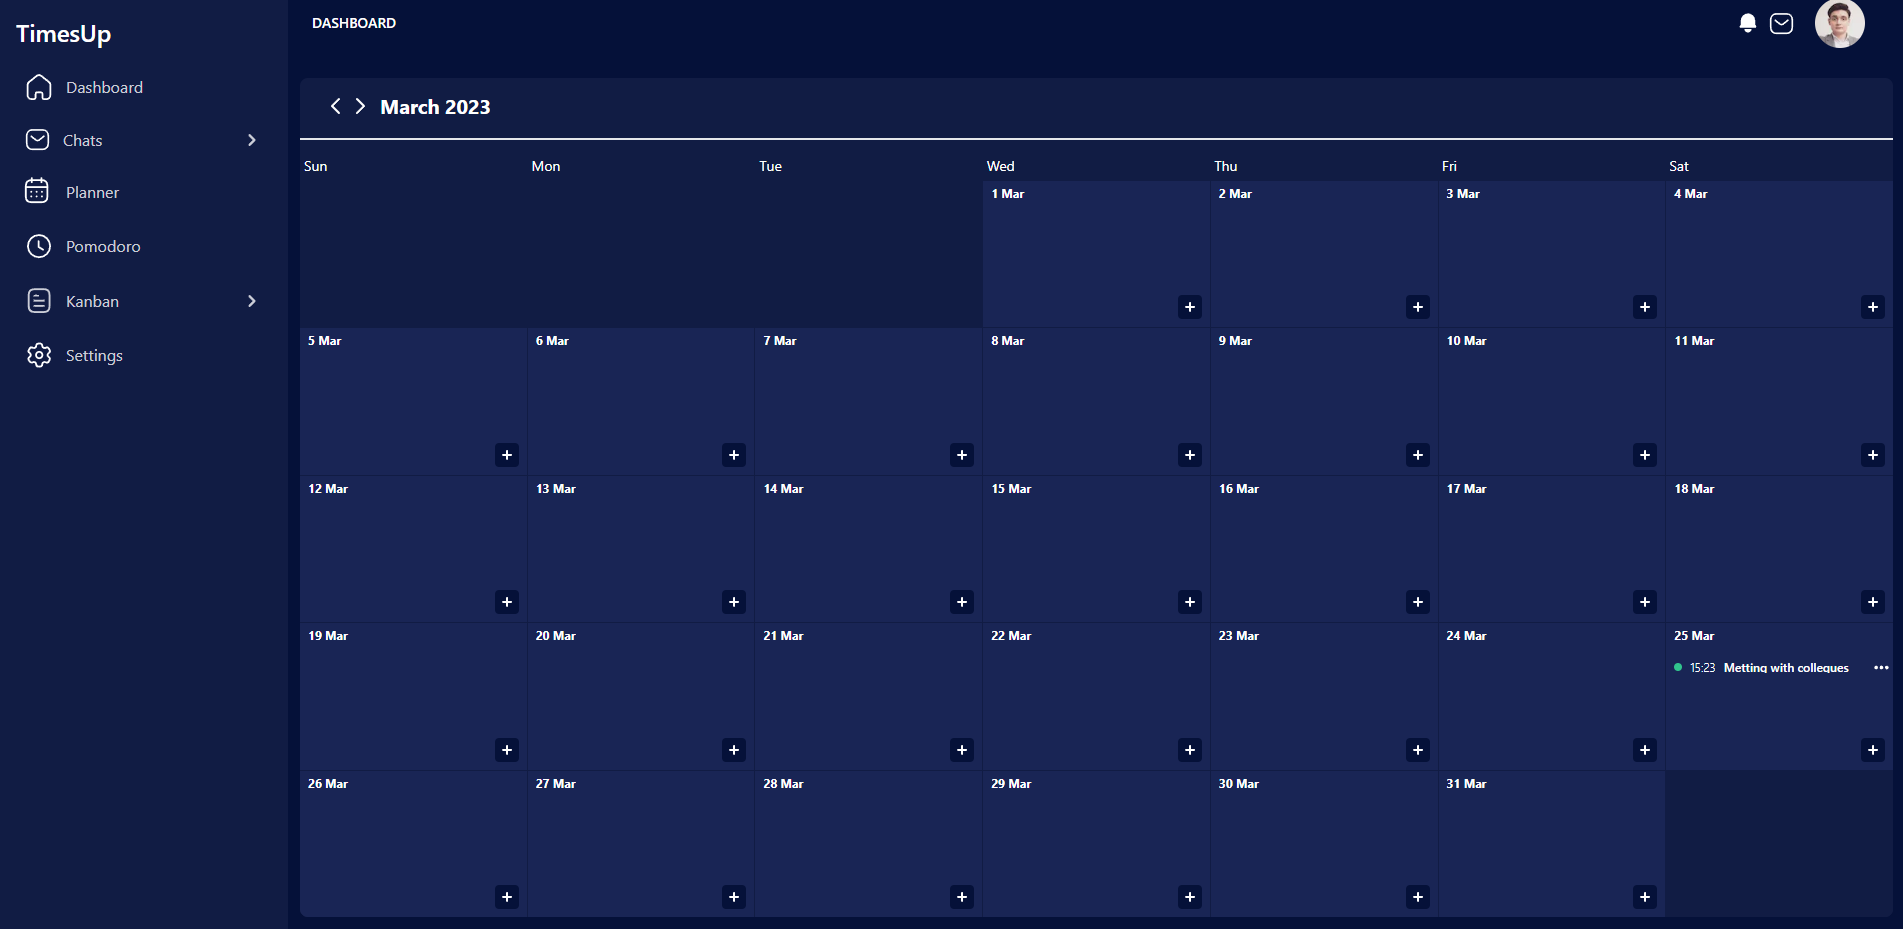 TimesUp
Dashboard
Chats
Planner
Pomodoro
Kanban
Settings
DASHBOARD
March 2023
Sun Mon Tue Wed Thu Fri Sat
1 Mar 2 Mar 3 Mar 4 Mar
5 Mar 6 Mar 7 Mar 8 Mar 9 Mar 10 Mar 11 Mar
12 Mar 13 Mar 14 Mar 15 Mar 16 Mar 17 Mar 18 Mar
19 Mar 20 Mar 21 Mar 22 Mar 23 Mar 24 Mar 25 Mar
15:23 Metting with collegues
26 Mar 27 Mar 28 Mar 29 Mar 30 Mar 31 Mar